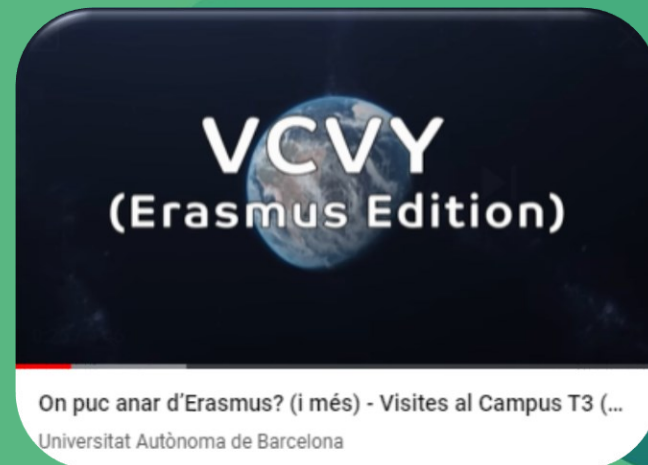 VCVY
(Erasmus Edition)
On puc anar d'Erasmus? (i més) - Visites al Campus T3 (...
Universitat Autònoma de Barcelona